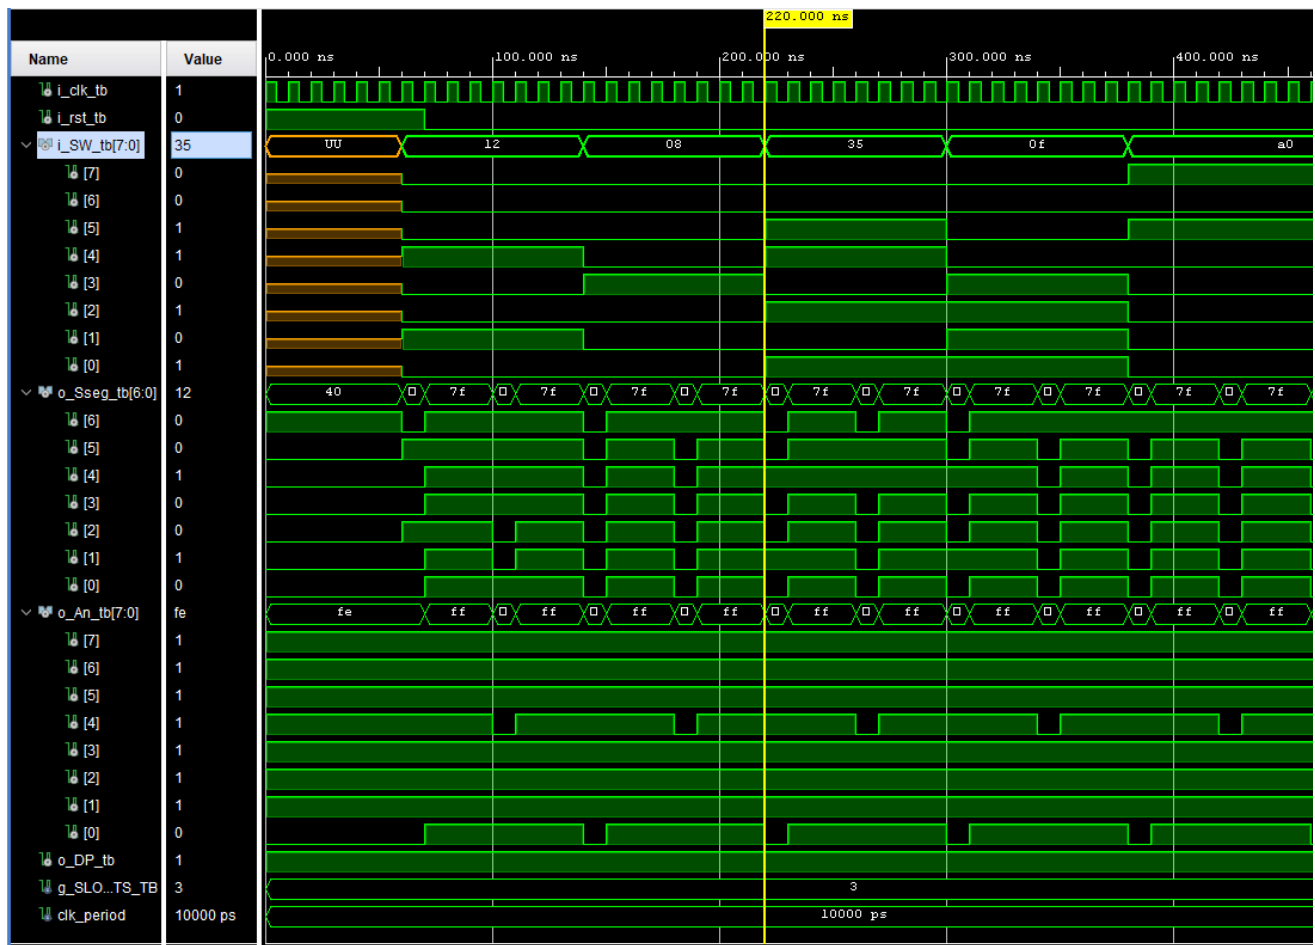 220.000 ns
Name Value
0.000 ns 100.000 ns 200.000 ns 300.000 ns 400.000 ns
i_clk_tb 1
i_rst_tb 0
i_SW_tb[7:0] 35 UU 12 08 35 0f a0
[7] 0
[6] 0
[5] 1
[4] 1
[3] 0
[2] 1
[1] 0
[0] 1
o_Sseg_tb[6:0] 12 40 7f 7f 7f 7f 7f 7f 7f 7f 7f 7f
[6] 0
[5] 0
[4] 1
[3] 0
[2] 0
[1] 1
[0] 0
o_An_tb[7:0] fe fe ff ff ff ff ff ff ff ff ff ff
[7] 1
[6] 1
[5] 1
[4] 1
[3] 1
[2] 1
[1] 1
[0] 0
o_DP_tb 1
g_SLO...TS_TB 3 3
clk_period 10000 ps 10000 ps